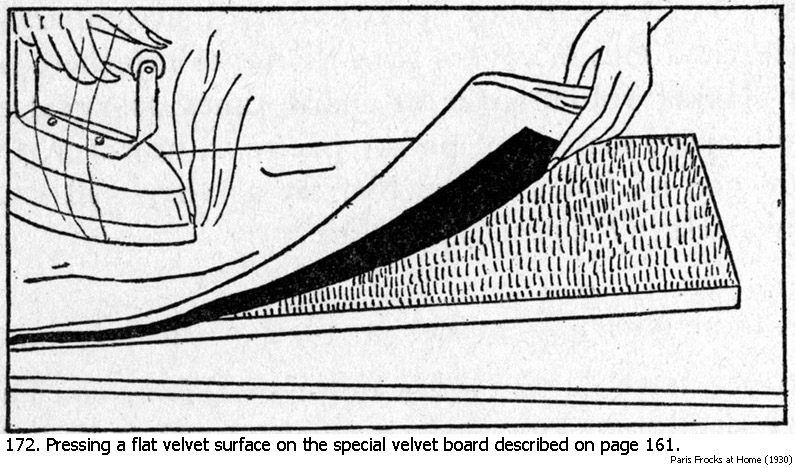 172. Pressing a flat velvet surface on the special velvet board described on page 161.
Paris Frocks at Home (1930)